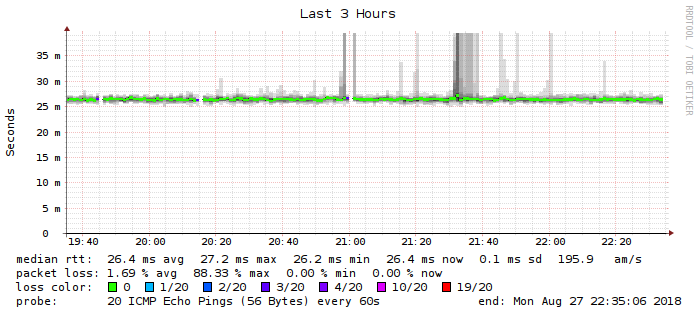 Last 3 Hours
RRDTOOL / TOBI OETIKER
Seconds
35 m
30 m
25 m
20 m
15 m
10 m
5 m
0
19:40 20:00 20:20 20:40 21:00 21:20 21:40 22:00 22:20
median rtt: 26.4 ms avg 27.2 ms max 26.2 ms min 26.4 ms now 0.1 ms sd 195.9 am/s
packet loss: 1.69 % avg 88.33 % max 0.00 % min 0.00 % now
loss color: 0 1/20 2/20 3/20 4/20 10/20 19/20
probe: 20 ICMP Echo Pings (56 Bytes) every 60s end: Mon Aug 27 22:35:06 2018